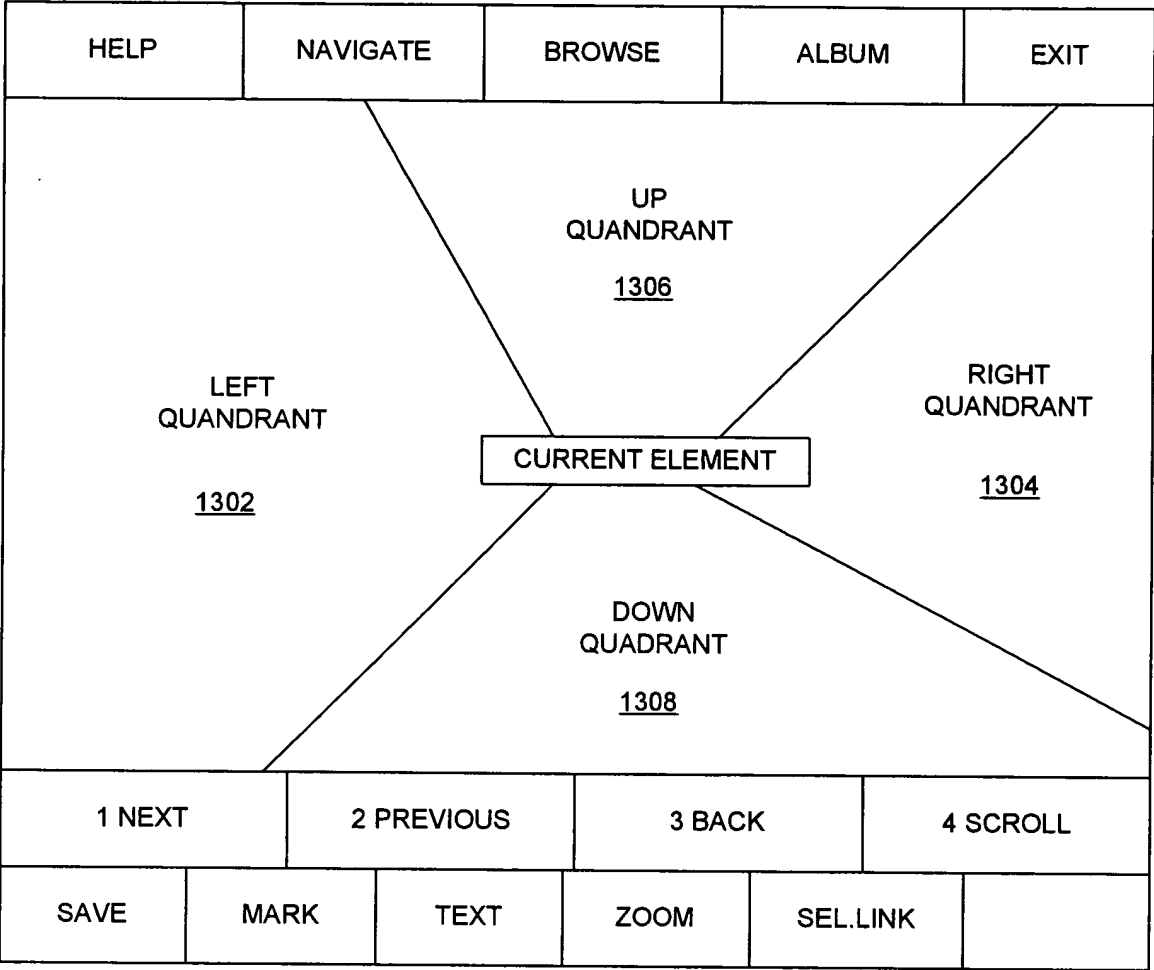 HELP
NAVIGATE
BROWSE
ALBUM
EXIT
UP
QUANDRANT
1306
LEFT
QUANDRANT
1302
RIGHT
QUANDRANT
1304
CURRENT ELEMENT
DOWN
QUADRANT
1308
1 NEXT
2 PREVIOUS
3 BACK
4 SCROLL
SAVE
MARK
TEXT
ZOOM
SEL.LINK